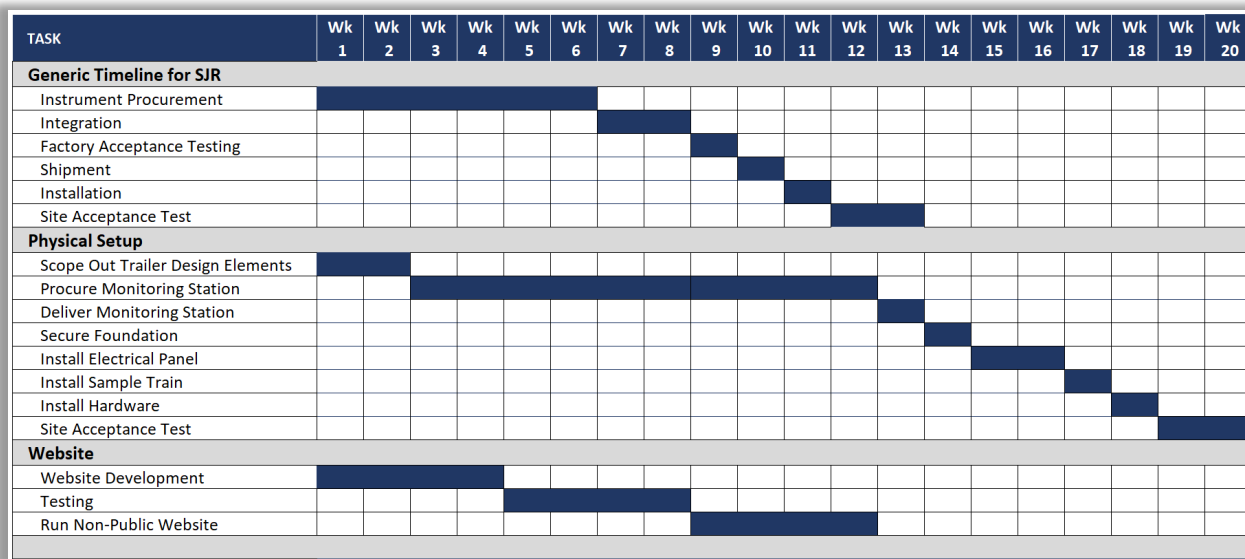 TASK Wk 1 Wk 2 Wk 3 Wk 4 Wk 5 Wk 6 Wk 7 Wk 8 Wk 9 Wk 10 Wk 11 Wk 12 Wk 13 Wk 14 Wk 15 Wk 16 Wk 17 Wk 18 Wk 19 Wk 20
Generic Timeline for SJR
Instrument Procurement
Integration
Factory Acceptance Testing
Shipment
Installation
Site Acceptance Test
Physical Setup
Scope Out Trailer Design Elements
Procure Monitoring Station
Deliver Monitoring Station
Secure Foundation
Install Electrical Panel
Install Sample Train
Install Hardware
Site Acceptance Test
Website
Website Development
Testing
Run Non-Public Website